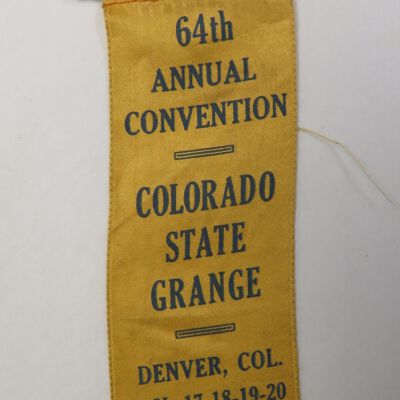 64th
ANNUAL
CONVENTION
COLORADO
STATE
GRANGE
DENVER, COL.
17-18-19-20